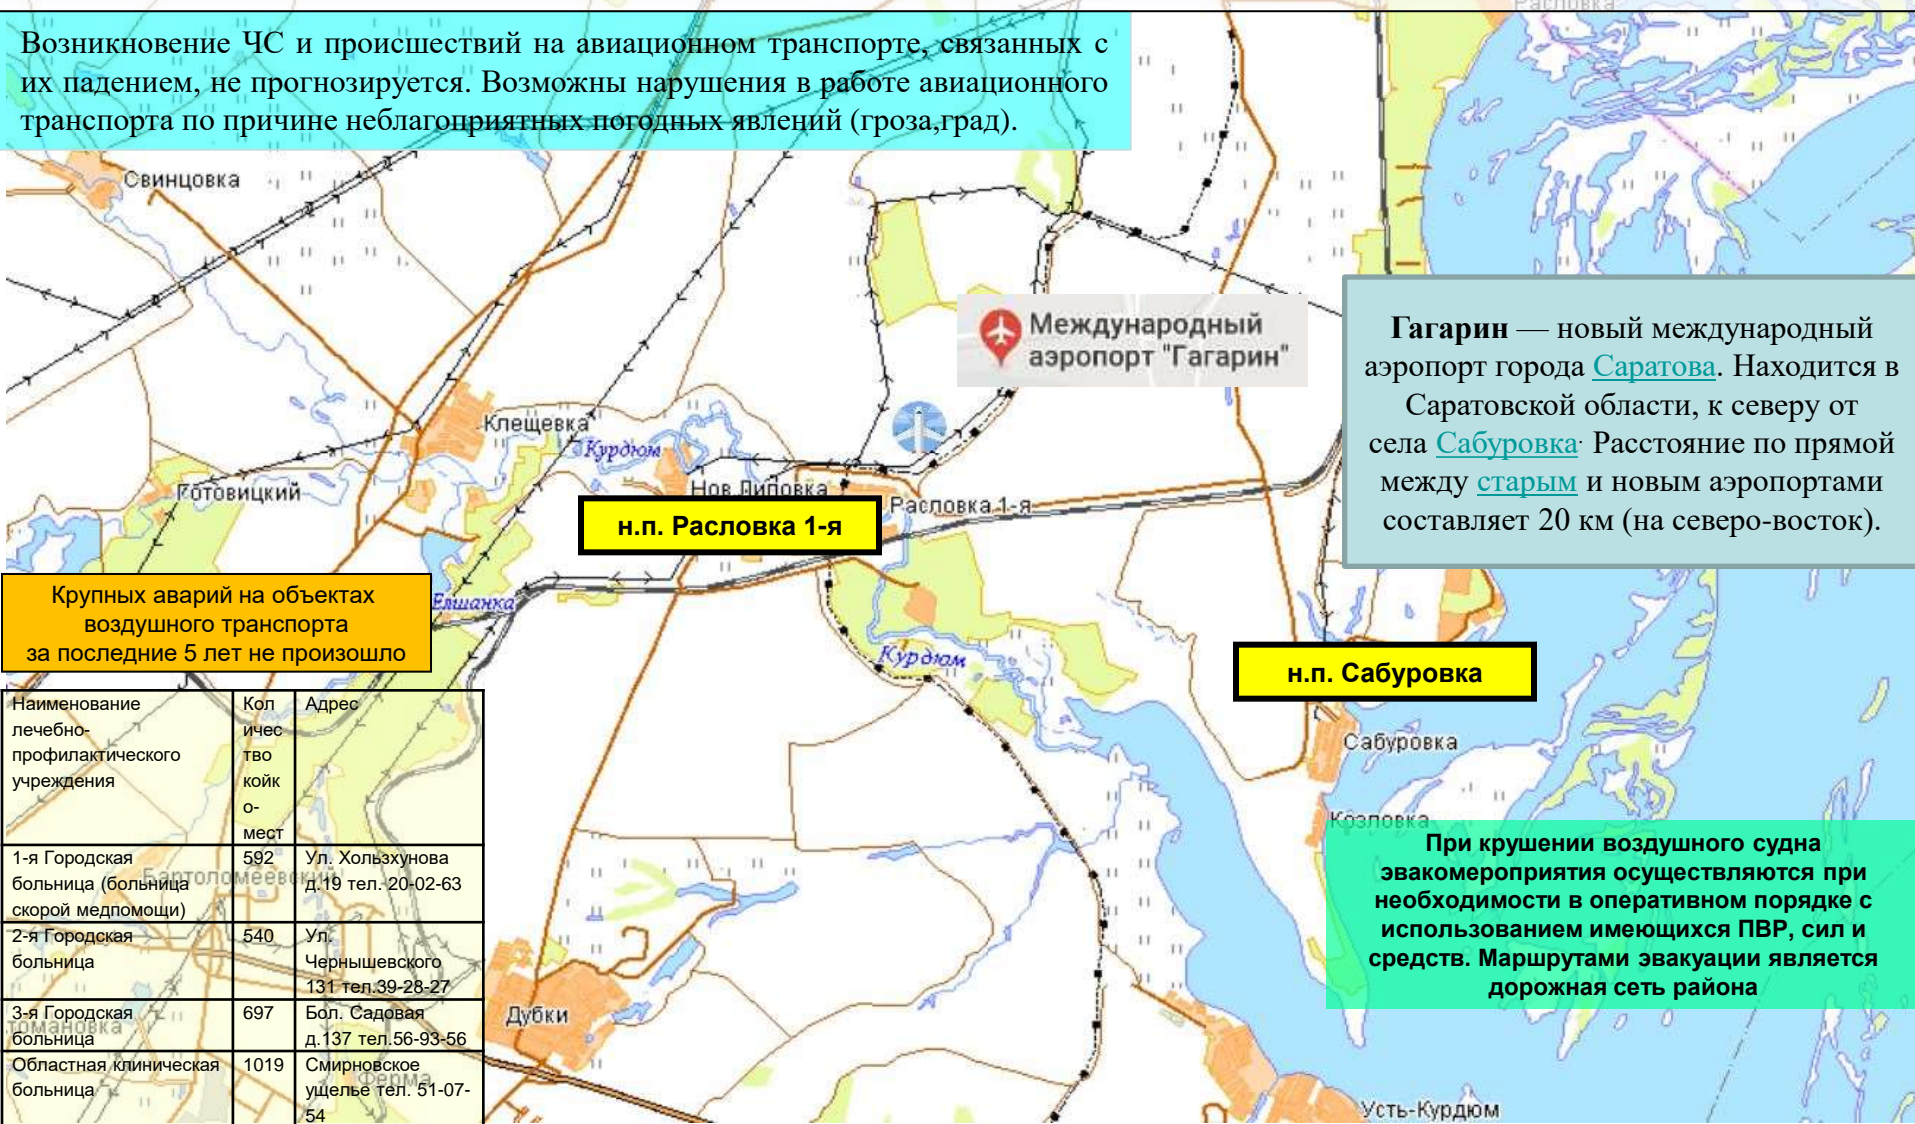 Расловка
Возникновение ЧС и происшествий на авиационном транспорте, связанных с
их падением, не прогнозируется. Возможны нарушения в работе авиационного
транспорта по причине неблагоприятных погодных явлений (гроза,град).
Свинцовка
Международный
аэропорт "Гагарин"
Гагарин — новый международный
аэропорт города Саратова. Находится в
Саратовской области, к северу от
села Сабуровка. Расстояние по прямой
между старым и новым аэропортами
составляет 20 км (на северо-восток).
Клещевка
Курдюм
Готовицкий
Нов.Липовка
Расловка 1-я
н.п. Расловка 1-я
Крупных аварий на объектах
воздушного транспорта
за последние 5 лет не произошло
Елшанка
Курдюм
н.п. Сабуровка
Сабуровка
Козловка
При крушении воздушного судна
эвакомероприятия осуществляются при
необходимости в оперативном порядке с
использованием имеющихся ПВР, сил и
средств. Маршрутами эвакуации является
дорожная сеть района
Наименование
лечебно-
профилактического
учреждения
Кол
ичес
тво
койк
о-
мест
Адрес
1-я Городская
больница (больница
скорой медпомощи)
592
Ул. Хользхунова
д.19 тел. 20-02-63
Бартоломеевский
2-я Городская
больница
540
Ул.
Чернышевского
131 тел.39-28-27
3-я Городская
больница
697
Бол. Садовая
д.137 тел.56-93-56
Областная клиническая
больница
1019
Смирновское
ущелье тел. 51-07-
54
Ферма
Дубки
Усть-Курдюм